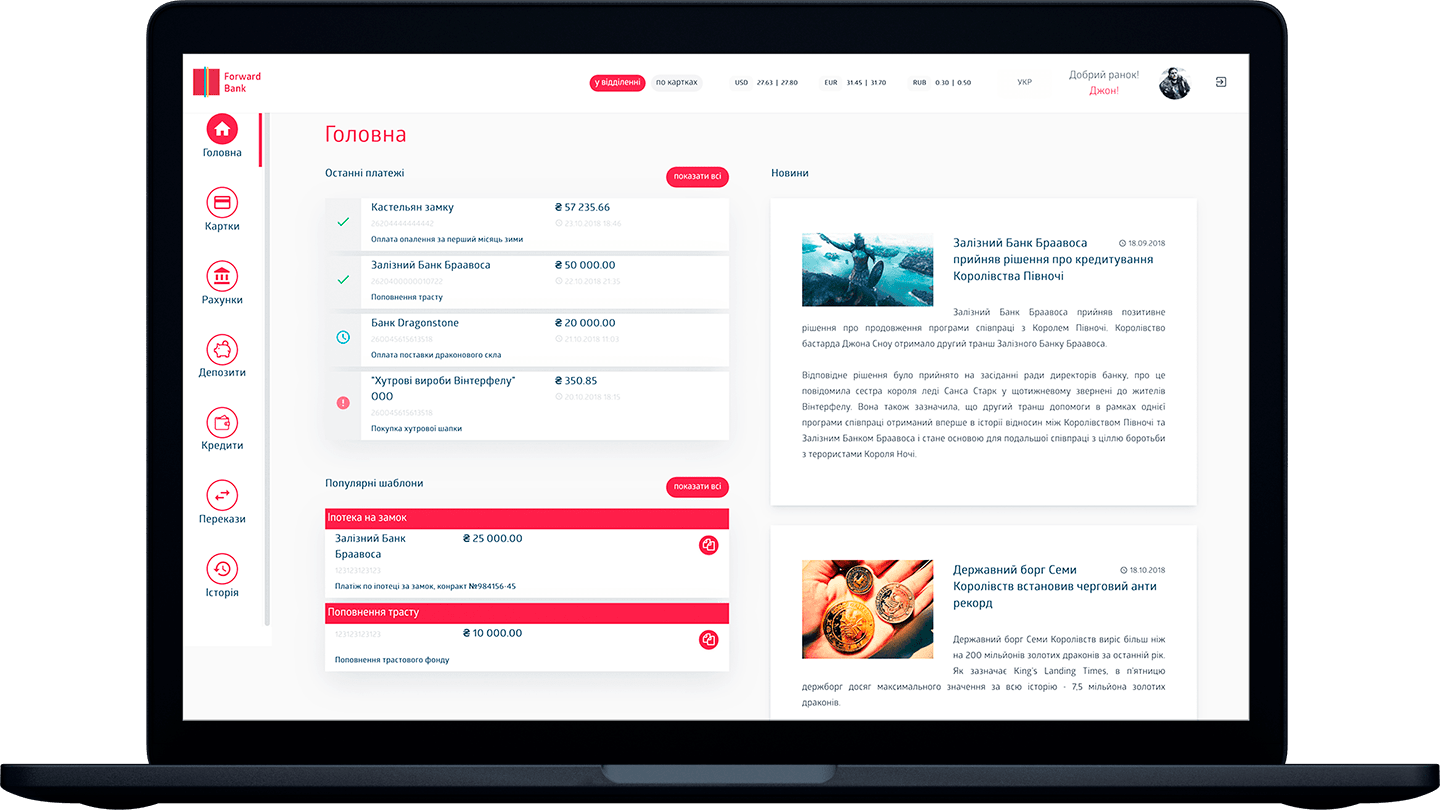 Forward
Bank
у відділенні
по картках
USD 27.63 | 27.80
EUR 31.45 | 31.70
RUB 0.30 | 0.50
УКР
Добрий ранок!
Джон!
Головна
Картки
Рахунки
Депозити
Кредити
Перекази
Історія
Головна
Останні платежі
показати всі
Кастельян замку
₴ 57 235.66
26204444444442
23.10.2018 18:46
Оплата опалення за перший місяць зими
Залізний Банк Браавоса
₴ 50 000.00
2620400000010722
22.10.2018 21:35
Поповнення трасту
Банк Dragonstone
₴ 20 000.00
260045615613518
21.10.2018 11:03
Оплата поставки драконового скла
"Хутрові вироби Вінтерфелу"
ООО
₴ 350.85
260045615613518
20.10.2018 18:15
Покупка хутрової шапки
Популярні шаблони
показати всі
Іпотека на замок
Залізний Банк
Браавоса
₴ 25 000.00
123123123123
Платіж по іпотеці за замок, конракт №984156-45
Поповнення трасту
123123123123
₴ 10 000.00
Поповнення трастового фонду
Новини
Залізний Банк Браавоса
18.09.2018
прийняв рішення про кредитування
Королівства Півночі
Залізний Банк Браавоса прийняв позитивне
рішення про продовження програми співпраці з Королем Півночі. Королівство
бастарда Джона Сноу отримало другий транш Залізного Банку Браавоса.
Відповідне рішення було прийнято на засіданні ради директорів банку, про це
повідомила сестра короля леді Санса Старк у щотижневому звернені до жителів
Вінтерфелу. Вона також зазначила, що другий транш допомоги в рамках однієї
програми співпраці отриманий вперше в історії відносин між Королівством Півночі та
Залізним Банком Браавоса і стане основою для подальшої співпраці з ціллю боротьби
з терористами Короля Ночі.
Державний борг Семи
18.10.2018
Королівств встановив черговий анти
рекорд
Державний борг Семи Королівств виріс більш ніж
на 200 мільйонів золотих драконів за останній рік.
Як зазначає King's Landing Times, в п'ятницю
держборг досяг максимального значення за всю історію - 7,5 мільйона золотих
драконів.